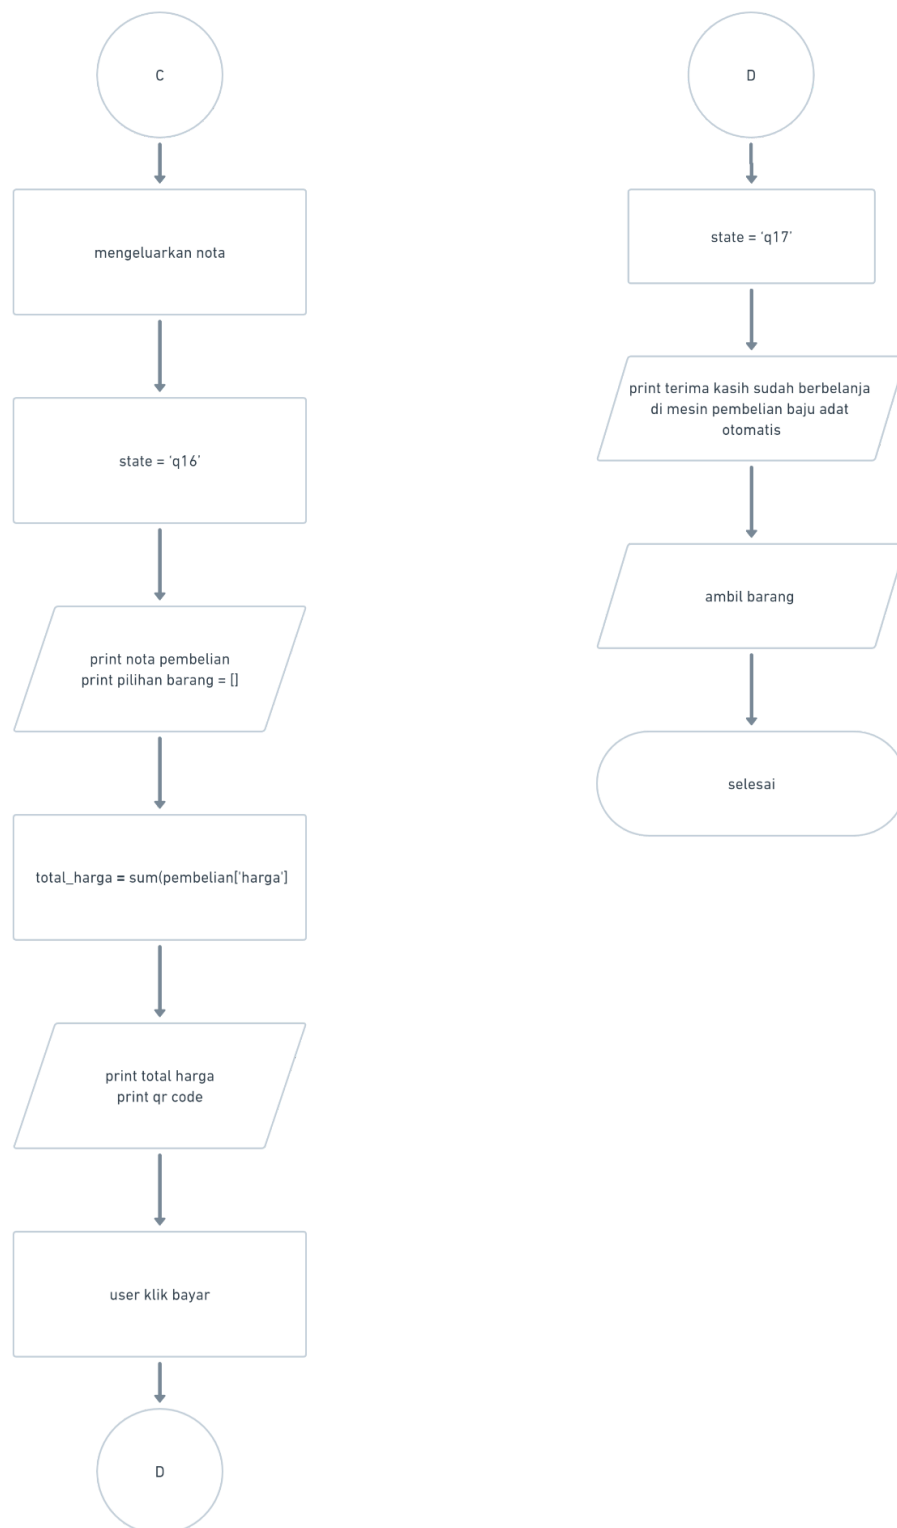 C
mengeluarkan nota
state = 'q16'
print nota pembelian
print pilihan barang = []
total_harga = sum(pembelian['harga']
print total harga
print qr code
user klik bayar
D
D
state = 'q17'
print terima kasih sudah berbelanja
di mesin pembelian baju adat
otomatis
ambil barang
selesai